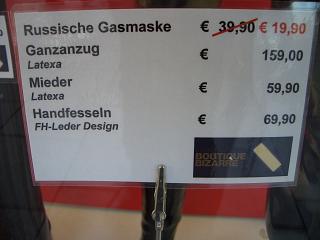 Russische Gasmaske € 39,90 € 19,90
Ganzanzug € 159,00
Latexa
Mieder € 59,90
Latexa
Handfesseln € 69,90
FH-Leder Design
BOUTIQUE
BIZARRE